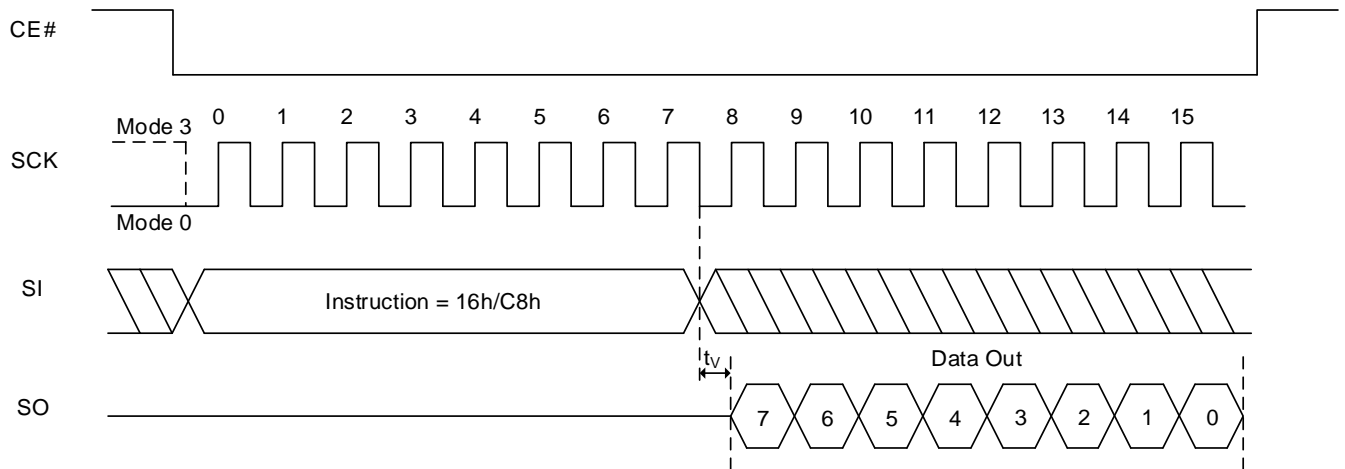 CE#
Mode 3 0 1 2 3 4 5 6 7 8 9 10 11 12 13 14 15
SCK
Mode 0
SI Instruction = 16h/C8h
tV Data Out
SO 7 6 5 4 3 2 1 0